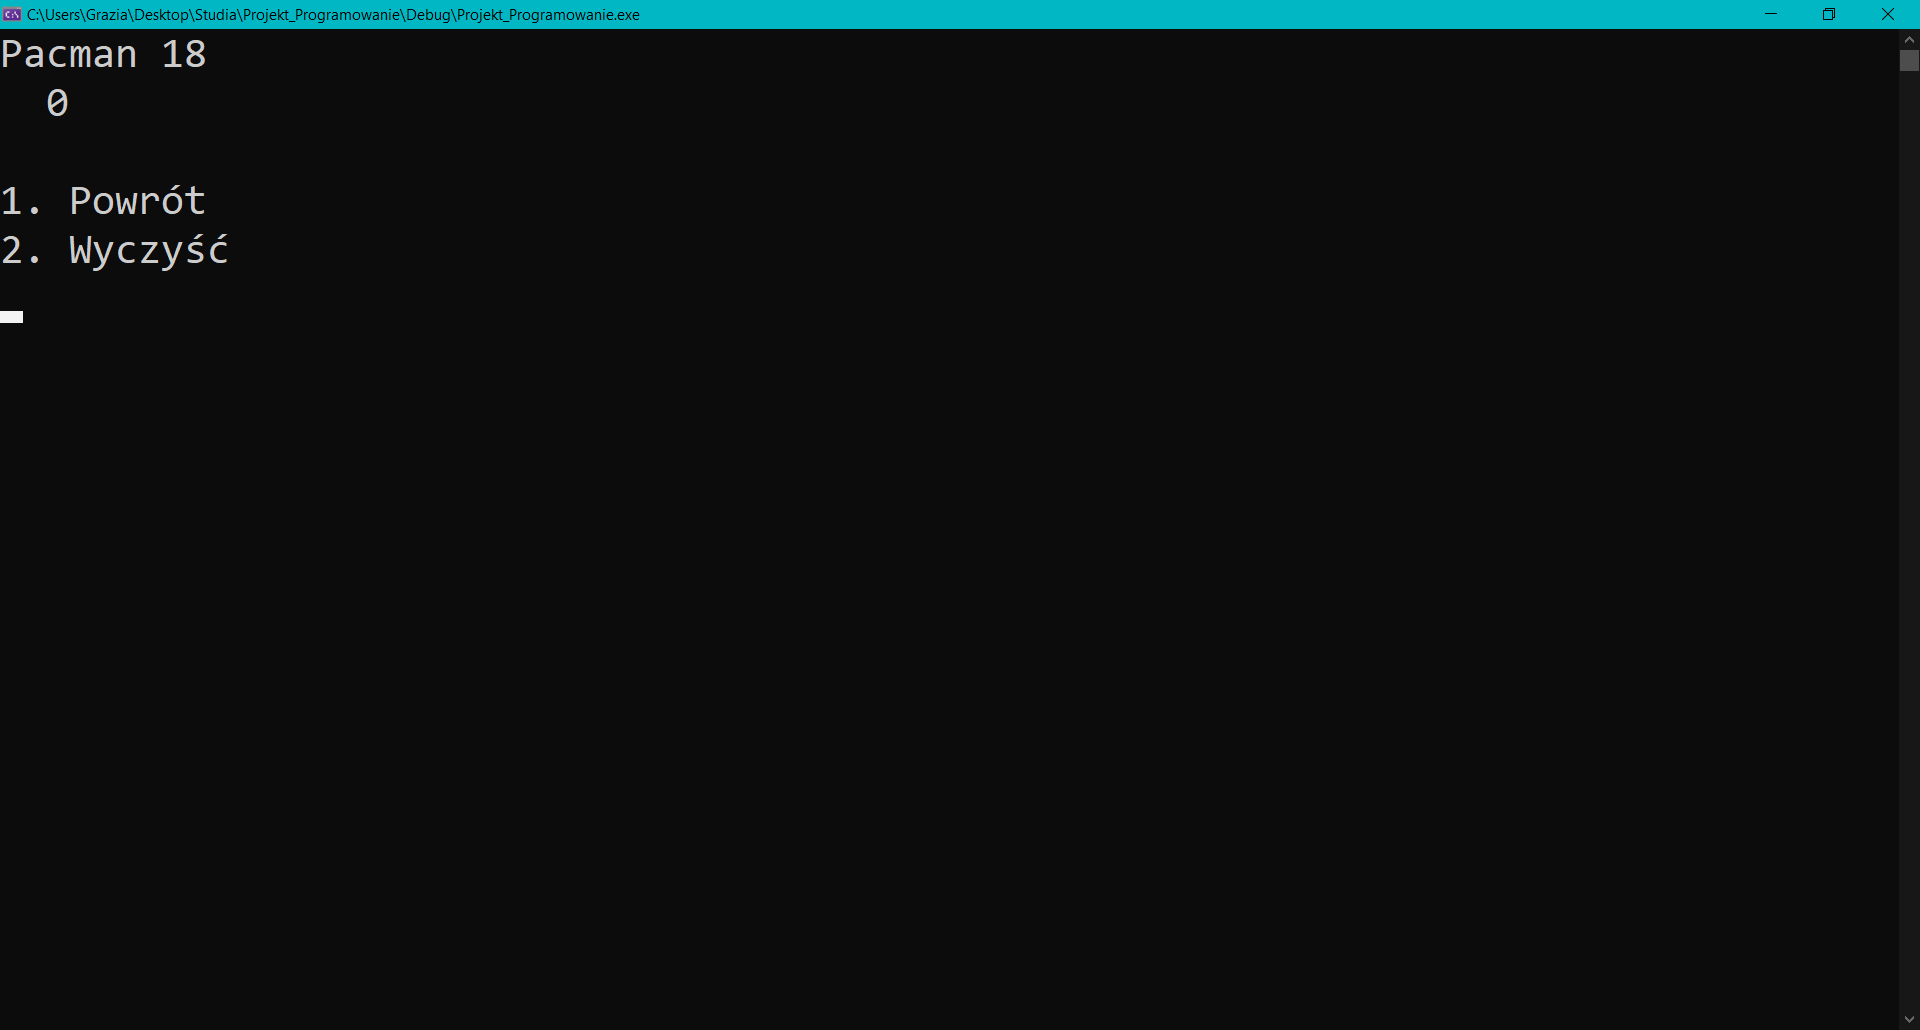 C:\Users\Grazia\Desktop\Studia\Projekt_Programowanie\Debug\Projekt_Programowanie.exe
Pacman 18
0
1. Powrót
2. Wyczyść